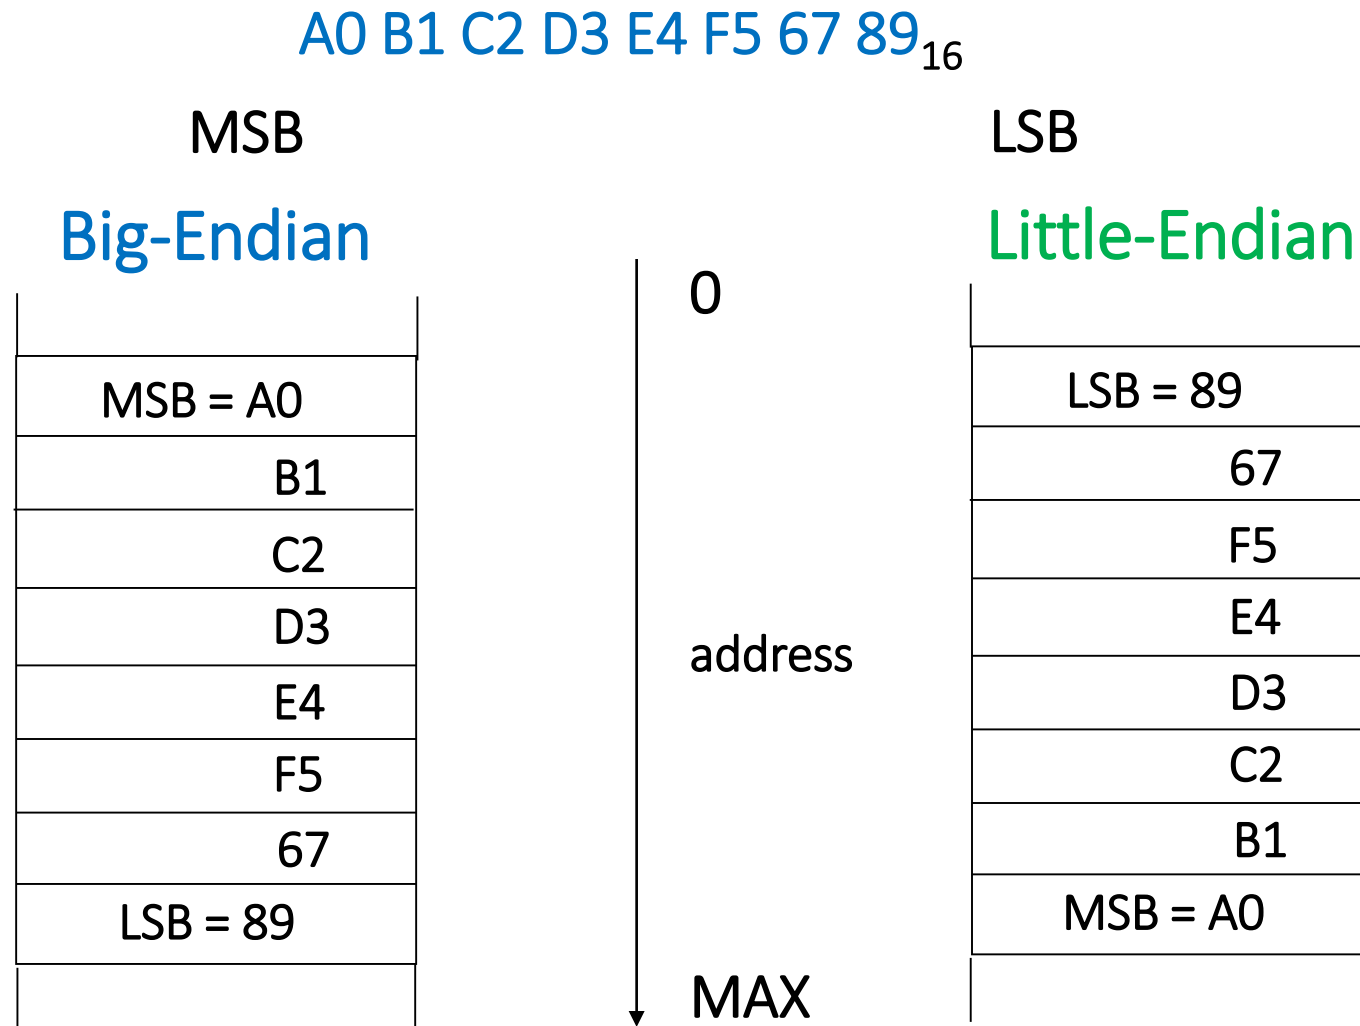 A0 B1 C2 D3 E4 F5 67 89₁₆
MSB
LSB
Big-Endian
Little-Endian
MSB = A0
B1
C2
D3
E4
F5
67
LSB = 89
0
address
MAX
LSB = 89
67
F5
E4
D3
C2
B1
MSB = A0